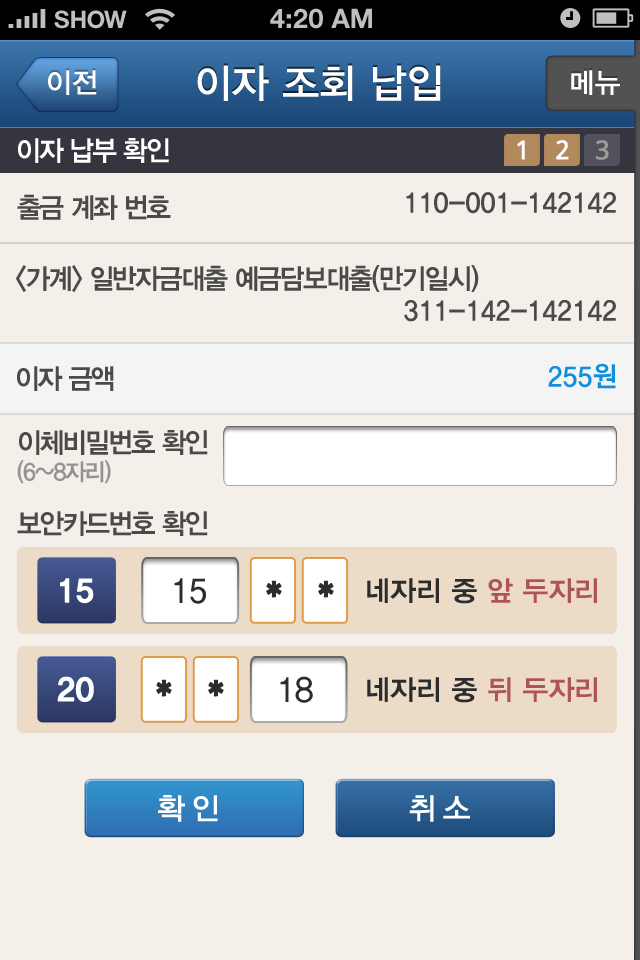 SHOW 4:20 AM
이전 이자 조회 납입 메뉴
이자 납부 확인 1 2 3
출금 계좌 번호 110-001-142142
<가계> 일반자금대출 예금담보대출(만기일시)
311-142-142142
이자 금액 255원
이체비밀번호 확인
(6~8자리)
보안카드번호 확인
15 15 * * 네자리 중 앞 두자리
20 * * 18 네자리 중 뒤 두자리
확인 취소